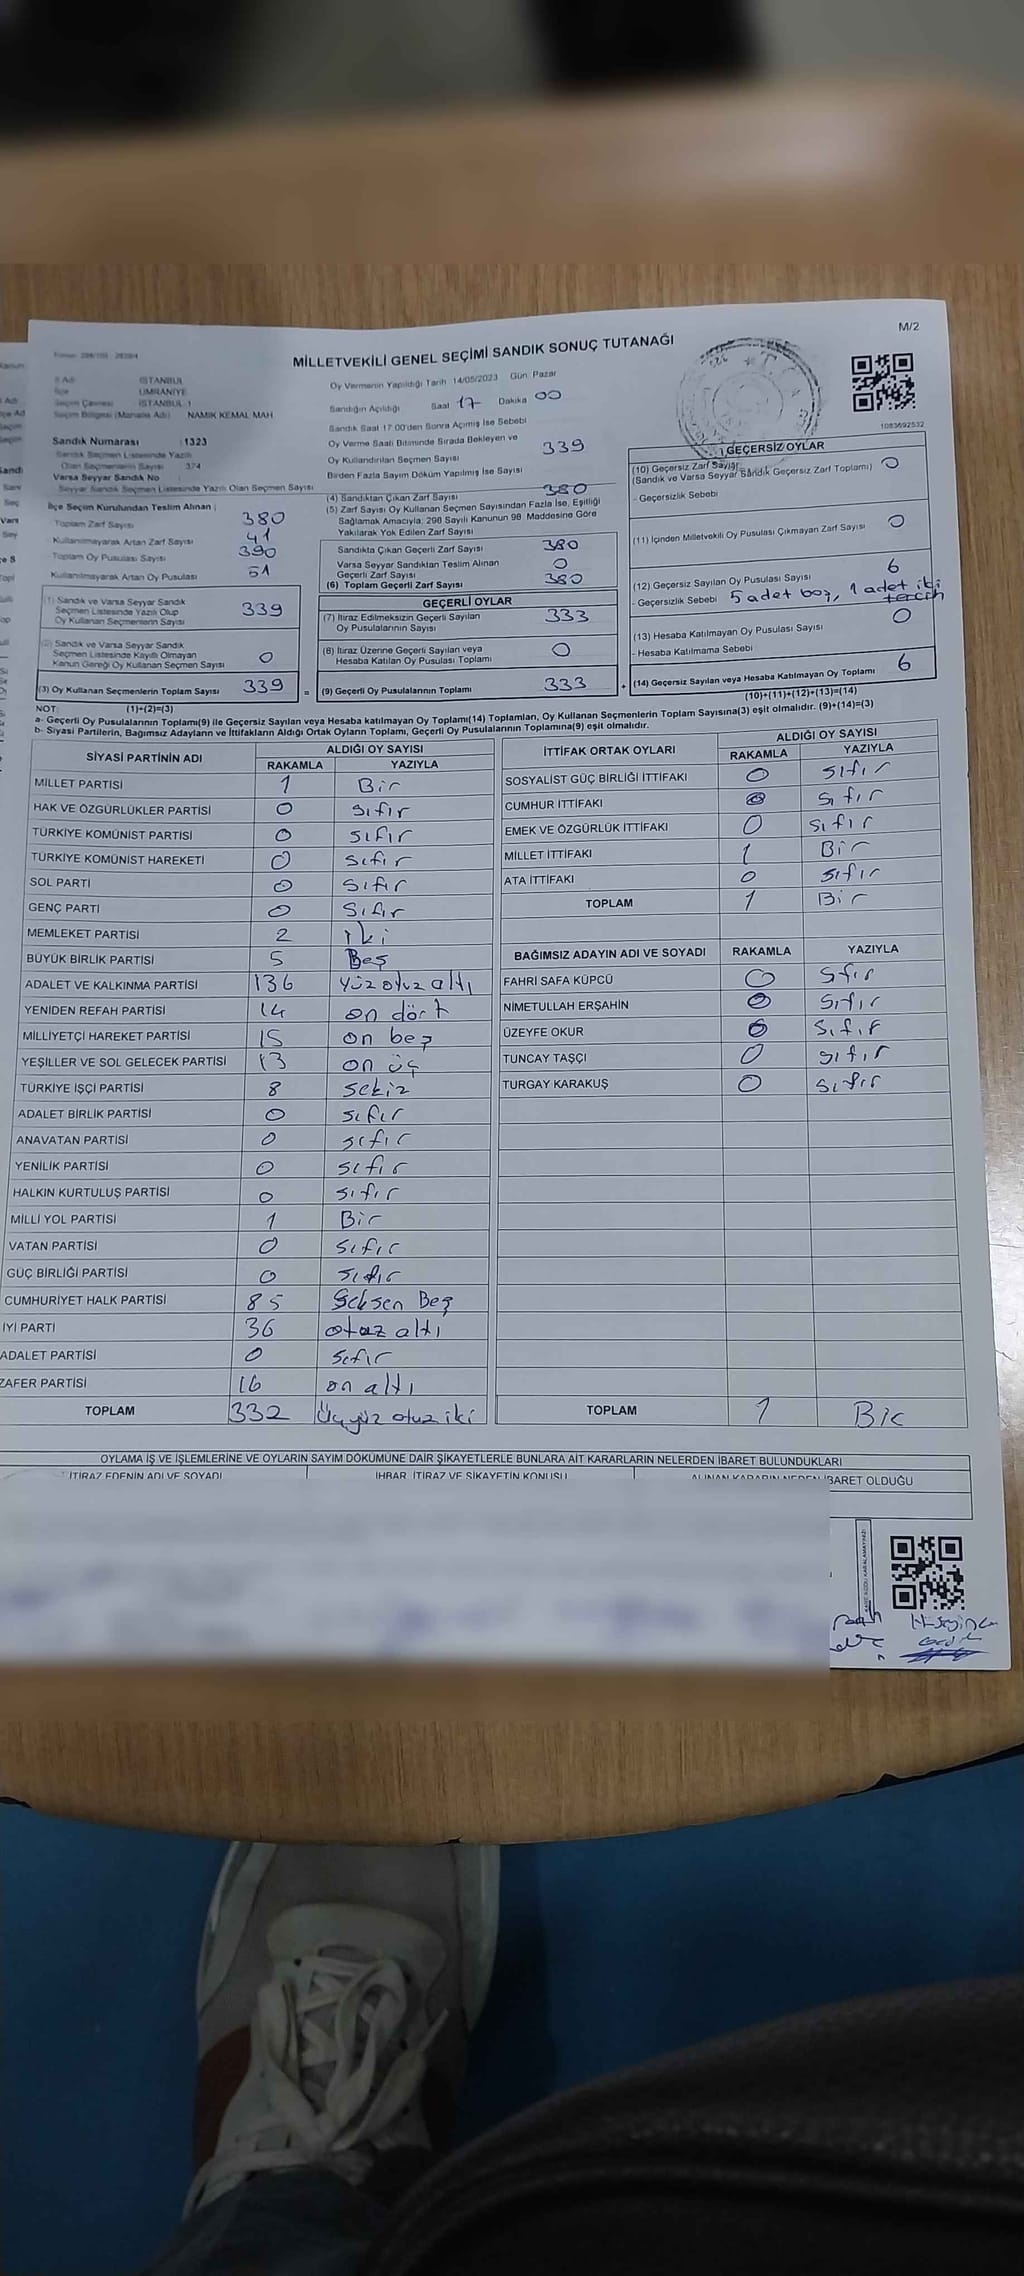 M/2
MİLLETVEKİLİ GENEL SEÇİMİ SANDIK SONUÇ TUTANAĞI
İl Adı : İSTANBUL
İlçe : ÜMRANİYE
Seçim Çevresi : İSTANBUL 1
Seçim Bölgesi (Mahalle Adı) : NAMIK KEMAL MAH.
Oy Vermenin Yapıldığı Tarih 14/05/2023 Gün: Pazar
Sandığın Açıldığı Saat 17 Dakika 00
Sandık Saat 17.00'den Sonra Açımış İse Sebebi
1083692532
Sandık Numarası : 1323
Sandık Seçmen Listesinde Yazılı Olan Seçmen Sayısı 374
Varsa Seyyar Sandık No
Seyyar Sandık Seçmen Listesinde Yazılı Olan Seçmen Sayısı
Oy Verme Saati Bitiminde Sırada Bekleyen ve
Oy Kullandırılan Seçmen Sayısı 339
Birden Fazla Sayım Döküm Yapılmış İse Sayısı
İlçe Seçim Kurulundan Teslim Alınan ;
Toplam Zarf Sayısı 380
Kullanılmayarak Artan Zarf Sayısı 41
Toplam Oy Pusulası Sayısı 390
Kullanılmayarak Artan Oy Pusulası 51
(1) Sandık ve Varsa Seyyar Sandık
Seçmen Listesinde Yazılı Olup
Oy Kullanan Seçmenlerin Sayısı 339
(2) Sandık ve Varsa Seyyar Sandık
Seçmen Listesinde Kayıtlı Olmayan
Kanun Gereği Oy Kullanan Seçmen Sayısı 0
(3) Oy Kullanan Seçmenlerin Toplam Sayısı 339 =
(4) Sandıktan Çıkan Zarf Sayısı 380
(5) Zarf Sayısı Oy Kullanan Seçmen Sayısından Fazla İse, Eşitliği
Sağlamak Amacıyla; 298 Sayılı Kanunun 98. Maddesine Göre
Yakılarak Yok Edilen Zarf Sayısı
Sandıkta Çıkan Geçerli Zarf Sayısı 380
Varsa Seyyar Sandıktan Teslim Alınan
Geçerli Zarf Sayısı 0
(6) Toplam Geçerli Zarf Sayısı 380
GEÇERLİ OYLAR
(7) İtiraz Edilmeksizin Geçerli Sayılan
Oy Pusulalarının Sayısı 333
(8) İtiraz Üzerine Geçerli Sayılan veya
Hesaba Katılan Oy Pusulası Toplamı 0
(9) Geçerli Oy Pusulalarının Toplamı 333 +
GEÇERSİZ OYLAR
(10) Geçersiz Zarf Sayısı
(Sandık ve Varsa Seyyar Sandık Geçersiz Zarf Toplamı) 0
- Geçersizlik Sebebi
(11) İçinden Milletvekili Oy Pusulası Çıkmayan Zarf Sayısı 0
(12) Geçersiz Sayılan Oy Pusulası Sayısı 6
- Geçersizlik Sebebi 5 adet boş, 1 adet iki
tercih
(13) Hesaba Katılmayan Oy Pusulası Sayısı 0
- Hesaba Katılmama Sebebi
(14) Geçersiz Sayılan veya Hesaba Katılmayan Oy Toplamı 6
NOT: (1)+(2)=(3) (10)+(11)+(12)+(13)=(14)
a- Geçerli Oy Pusulalarının Toplamı(9) ile Geçersiz Sayılan veya Hesaba katılmayan Oy Toplamı(14) Toplamları, Oy Kullanan Seçmenlerin Toplam Sayısına(3) eşit olmalıdır. (9)+(14)=(3)
b- Siyasi Partilerin, Bağımsız Adayların ve İttifakların Aldığı Ortak Oyların Toplamı, Geçerli Oy Pusulalarının Toplamına(9) eşit olmalıdır.
SİYASİ PARTİNİN ADI ALDIĞI OY SAYISI
RAKAMLA YAZIYLA
MİLLET PARTİSİ 1 Bir
HAK VE ÖZGÜRLÜKLER PARTİSİ 0 sıfır
TÜRKİYE KOMÜNİST PARTİSİ 0 sıfır
TÜRKİYE KOMÜNİST HAREKETİ 0 sıfır
SOL PARTİ 0 sıfır
GENÇ PARTİ 0 sıfır
MEMLEKET PARTİSİ 2 iki
BÜYÜK BİRLİK PARTİSİ 5 Beş
ADALET VE KALKINMA PARTİSİ 136 yüz otuz altı
YENİDEN REFAH PARTİSİ 14 on dört
MİLLİYETÇİ HAREKET PARTİSİ 15 on beş
YEŞİLLER VE SOL GELECEK PARTİSİ 13 on üç
TÜRKİYE İŞÇİ PARTİSİ 8 sekiz
ADALET BİRLİK PARTİSİ 0 sıfır
ANAVATAN PARTİSİ 0 sıfır
YENİLİK PARTİSİ 0 sıfır
HALKIN KURTULUŞ PARTİSİ 0 sıfır
MİLLİ YOL PARTİSİ 1 Bir
VATAN PARTİSİ 0 sıfır
GÜÇ BİRLİĞİ PARTİSİ 0 sıfır
CUMHURİYET HALK PARTİSİ 85 Seksen Beş
İYİ PARTİ 36 otuz altı
ADALET PARTİSİ 0 sıfır
ZAFER PARTİSİ 16 on altı
TOPLAM 332 Üçyüz otuz iki
İTTİFAK ORTAK OYLARI ALDIĞI OY SAYISI
RAKAMLA YAZIYLA
SOSYALİST GÜÇ BİRLİĞİ İTTİFAKI 0 sıfır
CUMHUR İTTİFAKI 0 sıfır
EMEK VE ÖZGÜRLÜK İTTİFAKI 0 sıfır
MİLLET İTTİFAKI 1 Bir
ATA İTTİFAKI 0 sıfır
TOPLAM 1 Bir
BAĞIMSIZ ADAYIN ADI VE SOYADI RAKAMLA YAZIYLA
FAHRİ SAFA KÜPCÜ 0 sıfır
NİMETULLAH ERŞAHİN 0 sıfır
ÜZEYFE OKUR 0 sıfır
TUNCAY TAŞÇI 0 sıfır
TURGAY KARAKUŞ 0 sıfır
TOPLAM 1 Bir
OYLAMA İŞ VE İŞLEMLERİNE VE OYLARIN SAYIM DÖKÜMÜNE DAİR ŞİKAYETLERLE BUNLARA AİT KARARLARIN NELERDEN İBARET BULUNDUKLARI
İTİRAZ EDENİN ADI VE SOYADI İHBAR, İTİRAZ VE ŞİKAYETİN KONUSU ALINAN KARARIN NEDEN İBARET OLDUĞU